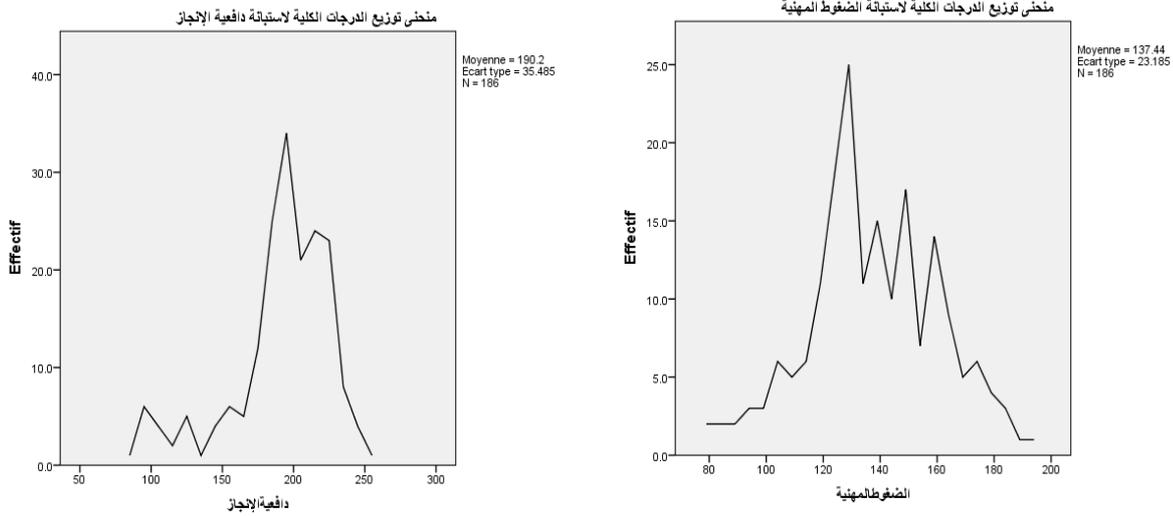 منحنى توزيع الدرجات الكلية لاستبانة دافعية الإنجاز
Moyenne = 190.2
Ecart type = 35.485
N = 186
40.0
30.0
20.0
10.0
0.0
Effectif
50 100 150 200 250 300
دافعيةالإنجاز
منحنى توزيع الدرجات الكلية لاستبانة الضغوط المهنية
Moyenne = 137.44
Ecart type = 23.185
N = 186
25.0
20.0
15.0
10.0
5.0
0.0
Effectif
80 100 120 140 160 180 200
الضغوطالمهنية